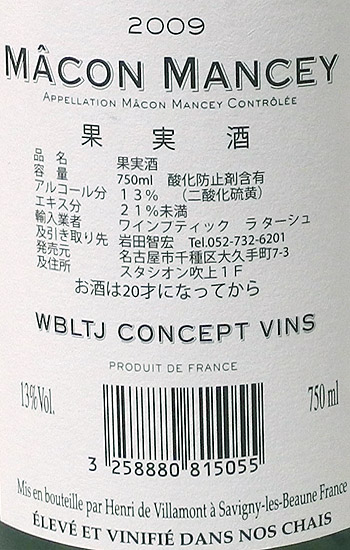 2009
MÂCON MANCEY
APPELLATION MÂCON MANCEY CONTRÔLÉE
果実酒
品名 果実酒
容量 750ml 酸化防止剤含有
アルコール分 13% (二酸化硫黄)
エキス分 21%未満
輸入業者 ワインブティック ラターシュ
及引き取り先 岩田智宏 Tel.052-732-6201
発売元 名古屋市千種区大久手町7-3
及住所 スタシオン吹上1F
お酒は20才になってから
WBLTJ CONCEPT VINS
PRODUIT DE FRANCE
13%Vol. 750 ml
3 258880 815055
Mis en bouteille par Henri de Villamont à Savigny-les-Beaune France
ÉLEVÉ ET VINIFIÉ DANS NOS CHAIS